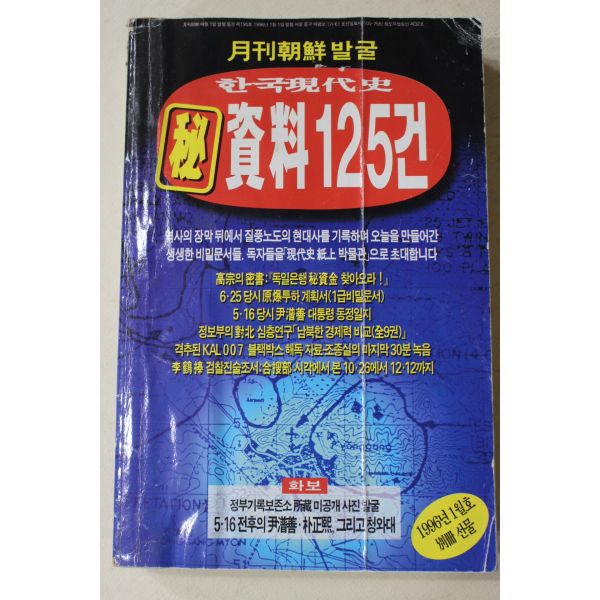 月刊朝鮮 발굴
한국現代史
秘 資料 125건
역사의 장막 뒤에서 질풍노도의 현대사를 기록하며 오늘을 만들어간
생생한 비밀문서들, 독자들을 「現代史 紙上 박물관」으로 초대합니다
高宗의 密書: 「독일은행 秘資金 찾아오라!」
6·25 당시 原爆투하 계획서(1급비밀문서)
5·16 당시 尹潽善 대통령 동정일지
정보부의 對北 심층연구 「남북한 경제력 비교(全9권)」
격추된 KAL 007 블랙박스 해독 자료·조종실의 마지막 30분 녹음
李鶴捧 검찰진술조서: 合搜部 시각에서 본 10·26에서 12·12까지
화보
정부기록보존소 所藏 미공개 사진 발굴
5·16 전후의 尹潽善·朴正熙, 그리고 청와대
1996년 1월호
別冊 선물